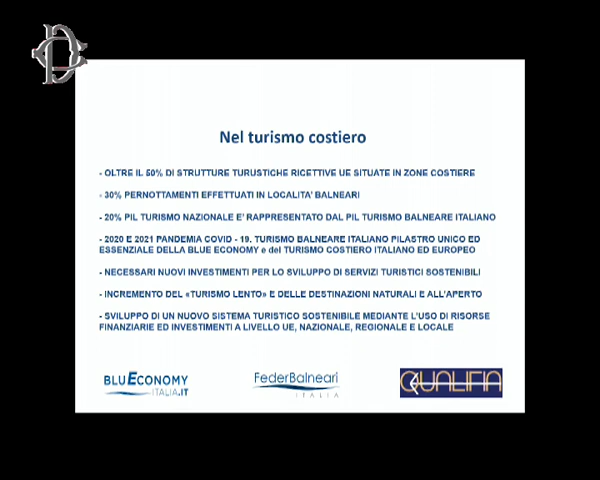 Nel turismo costiero
- OLTRE IL 50% DI STRUTTURE TURUSTICHE RICETTIVE UE SITUATE IN ZONE COSTIERE
- 30% PERNOTTAMENTI EFFETTUATI IN LOCALITA' BALNEARI
- 20% PIL TURISMO NAZIONALE E' RAPPRESENTATO DAL PIL TURISMO BALNEARE ITALIANO
- 2020 E 2021 PANDEMIA COVID - 19. TURISMO BALNEARE ITALIANO PILASTRO UNICO ED
ESSENZIALE DELLA BLUE ECONOMY e del TURISMO COSTIERO ITALIANO ED EUROPEO
- NECESSARI NUOVI INVESTIMENTI PER LO SVILUPPO DI SERVIZI TURISTICI SOSTENIBILI
- INCREMENTO DEL «TURISMO LENTO» E DELLE DESTINAZIONI NATURALI E ALL'APERTO
- SVILUPPO DI UN NUOVO SISTEMA TURISTICO SOSTENIBILE MEDIANTE L'USO DI RISORSE
FINANZIARIE ED INVESTIMENTI A LIVELLO UE, NAZIONALE, REGIONALE E LOCALE
BLUECONOMY
ITALIA.IT
FederBalneari
ITALIA
QUALIFIA